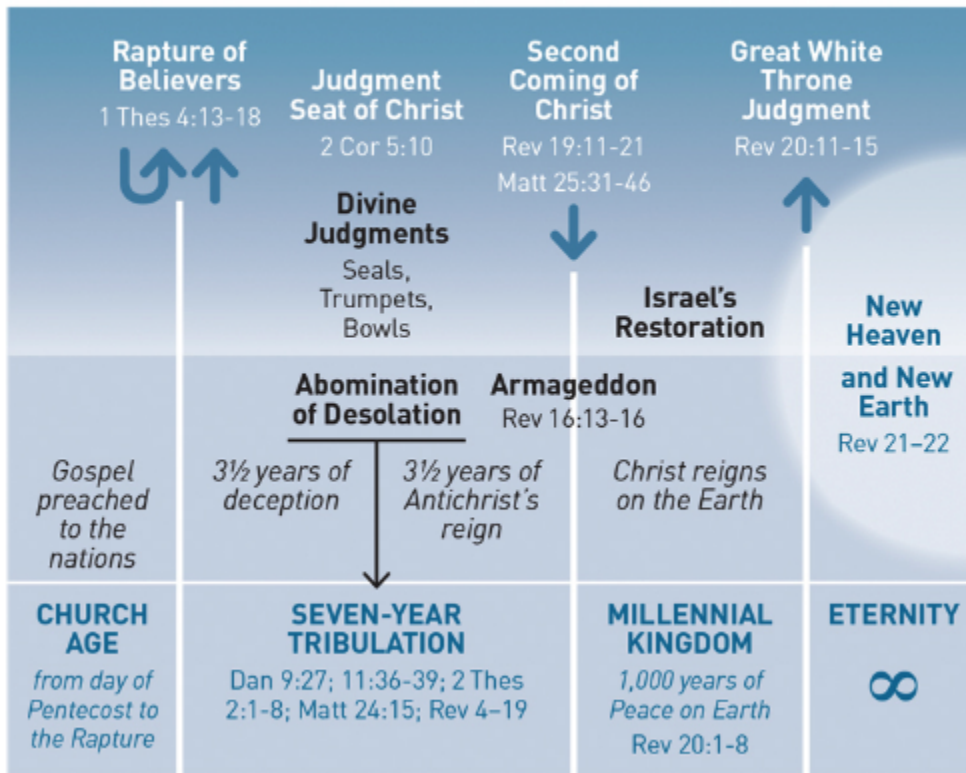 Rapture of
Believers
1 Thes 4:13-18
Judgment
Seat of Christ
2 Cor 5:10
Divine
Judgments
Seals,
Trumpets,
Bowls
Second
Coming of
Christ
Rev 19:11-21
Matt 25:31-46
Great White
Throne
Judgment
Rev 20:11-15
Israel's
Restoration
New
Heaven
and New
Earth
Rev 21–22
Abomination
of Desolation
Armageddon
Rev 16:13-16
Gospel
preached
to the
nations
3½ years of
deception
3½ years of
Antichrist's
reign
Christ reigns
on the Earth
CHURCH
AGE
from day of
Pentecost to
the Rapture
SEVEN-YEAR
TRIBULATION
Dan 9:27; 11:36-39; 2 Thes
2:1-8; Matt 24:15; Rev 4–19
MILLENNIAL
KINGDOM
1,000 years of
Peace on Earth
Rev 20:1-8
ETERNITY
∞